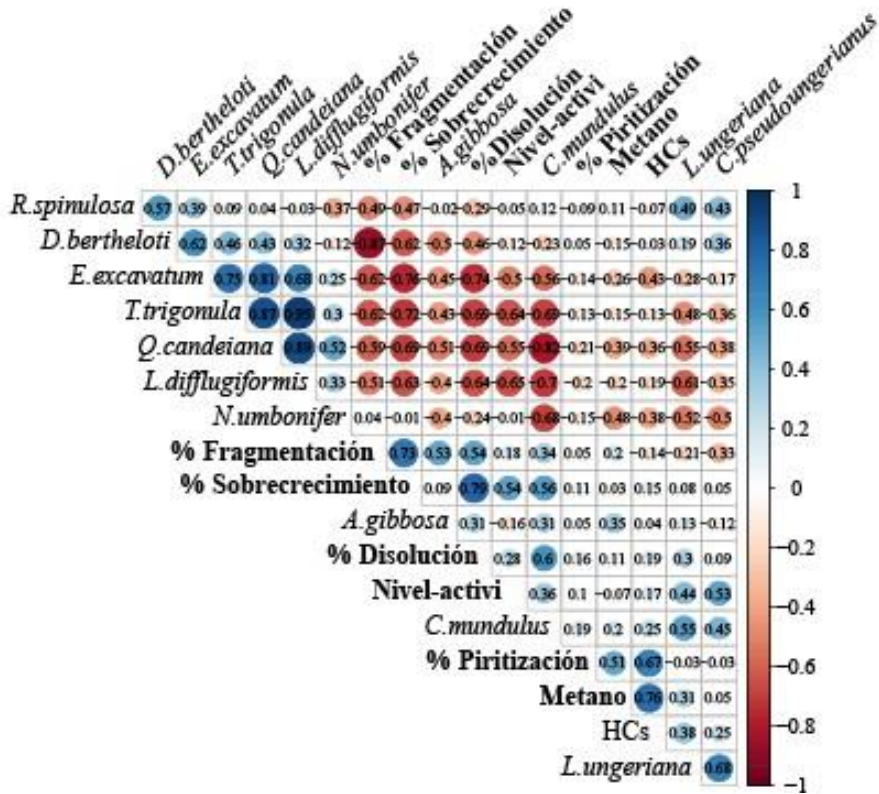 D.bertheloti
E.excavatum
T.trigonula
Q.candeiana
L.difflugiformis
N.umbonifer
% Fragmentación
% Sobrecrecimiento
A.gibbosa
% Disolución
Nivel-activi
C.mundulus
% Piritización
Metano
HCs
L.ungeriana
C.pseudoungerianus
R.spinulosa 0.57 0.39 0.09 0.04 −0.03 −0.37 −0.49 −0.47 −0.02 −0.29 −0.05 0.12 −0.09 0.11 −0.07 0.49 0.43
D.bertheloti 0.62 0.46 0.43 0.32 −0.12 −0.87 −0.62 −0.5 −0.46 −0.12 −0.23 0.05 −0.15 −0.03 0.19 0.36
E.excavatum 0.75 0.81 0.68 0.25 −0.62 −0.76 −0.45 −0.74 −0.5 −0.56 −0.14 −0.26 −0.43 −0.28 −0.17
T.trigonula 0.87 0.95 0.3 −0.62 −0.72 −0.43 −0.69 −0.64 −0.69 −0.13 −0.15 −0.13 −0.48 −0.36
Q.candeiana 0.89 0.52 −0.59 −0.69 −0.51 −0.69 −0.55 −0.82 −0.21 −0.39 −0.36 −0.55 −0.38
L.difflugiformis 0.33 −0.51 −0.63 −0.4 −0.64 −0.65 −0.7 −0.2 −0.2 −0.19 −0.61 −0.35
N.umbonifer 0.04 −0.01 −0.4 −0.24 −0.01 −0.68 −0.15 −0.48 −0.38 −0.52 −0.5
% Fragmentación 0.73 0.53 0.54 0.18 0.34 0.05 0.2 −0.14 −0.21 −0.33
% Sobrecrecimiento 0.09 0.79 0.54 0.56 0.11 0.03 0.15 0.08 0.05
A.gibbosa 0.31 −0.16 0.31 0.05 0.35 0.04 0.13 −0.12
% Disolución 0.28 0.6 0.16 0.11 0.19 0.3 0.09
Nivel-activi 0.36 0.1 −0.07 0.17 0.44 0.53
C.mundulus 0.19 0.2 0.25 0.55 0.45
% Piritización 0.51 0.67 −0.03 −0.03
Metano 0.76 0.31 0.05
HCs 0.38 0.25
L.ungeriana 0.68
1
0.8
0.6
0.4
0.2
0
−0.2
−0.4
−0.6
−0.8
−1